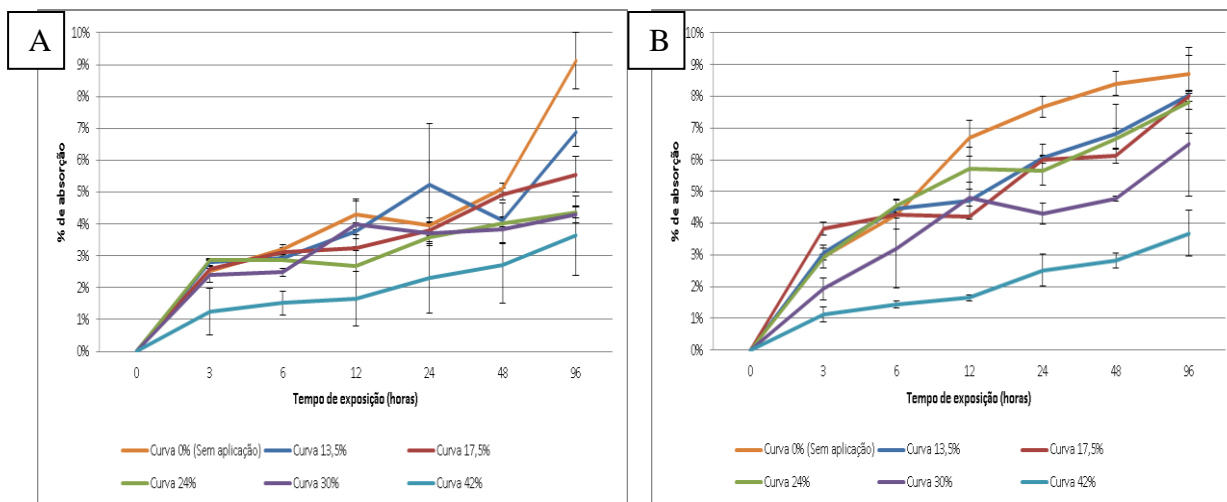 A
10%
9%
8%
7%
6%
5%
4%
3%
2%
1%
0%
% de absorção
0 3 6 12 24 48 96
Tempo de exposição (horas)
Curva 0% (Sem aplicação) Curva 13,5% Curva 17,5%
Curva 24% Curva 30% Curva 42%
B
10%
9%
8%
7%
6%
5%
4%
3%
2%
1%
0%
% de absorção
0 3 6 12 24 48 96
Tempo de exposição (horas)
Curva 0% (Sem aplicação) Curva 13,5% Curva 17,5%
Curva 24% Curva 30% Curva 42%